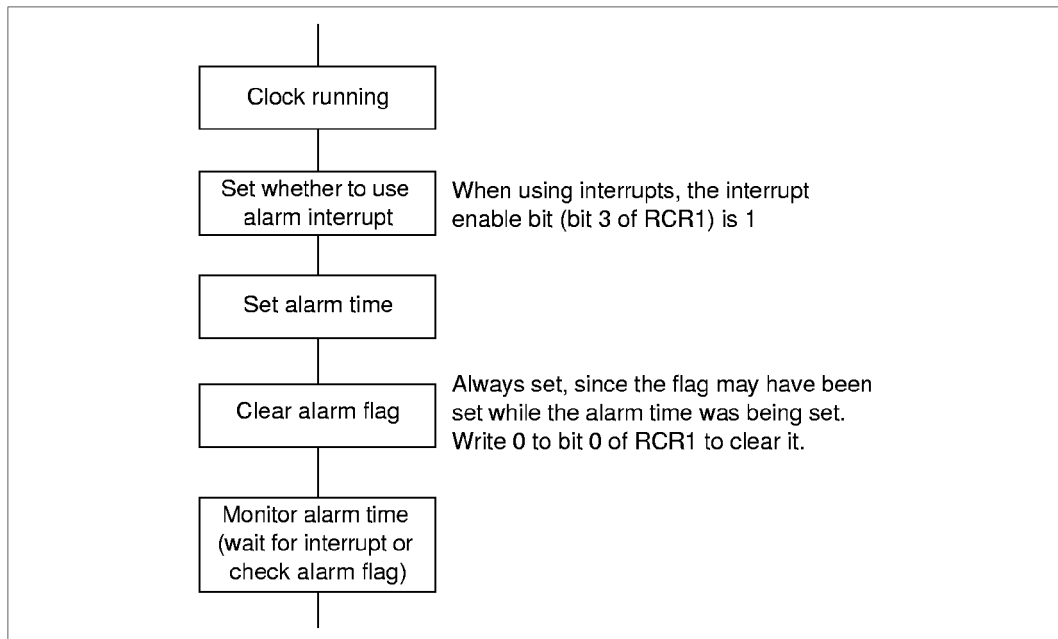 Clock running
Set whether to use
alarm interrupt
When using interrupts, the interrupt
enable bit (bit 3 of RCR1) is 1
Set alarm time
Clear alarm flag
Always set, since the flag may have been
set while the alarm time was being set.
Write 0 to bit 0 of RCR1 to clear it.
Monitor alarm time
(wait for interrupt or
check alarm flag)